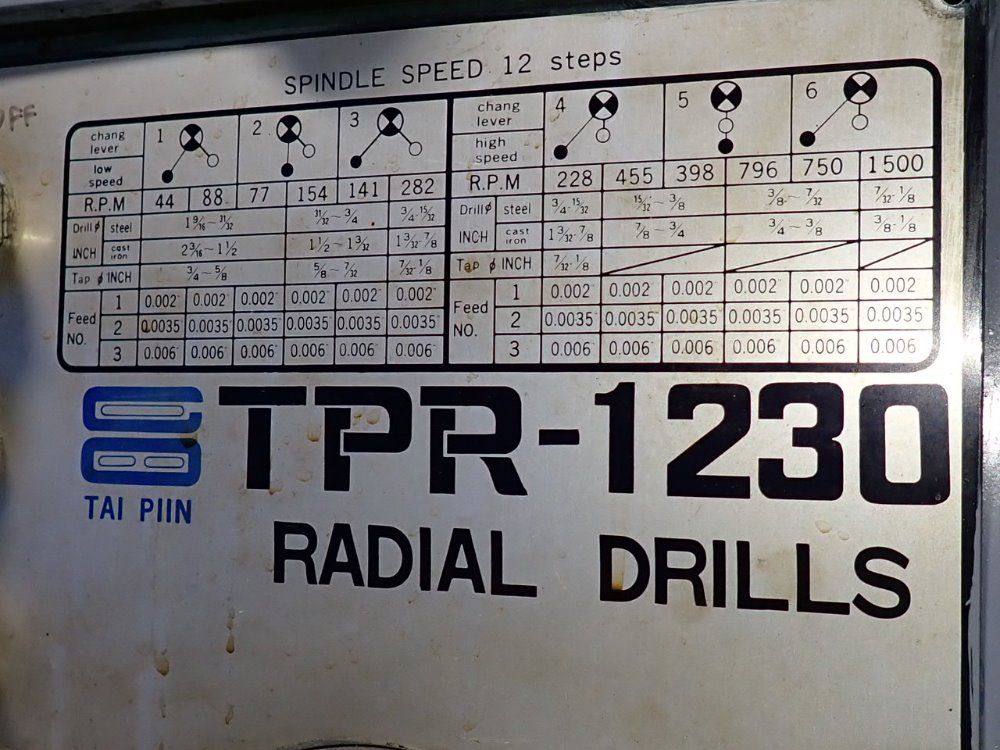 OFF
SPINDLE SPEED 12 steps
chang lever 1 2 3 chang lever 4 5 6
low speed high speed
R.P.M 44 88 77 154 141 282 R.P.M 228 455 398 796 750 1500
Drillφ INCH steel 1 9/16 ~ 31/32 31/32 ~ 3/4 3/4 · 15/32 Drillφ INCH steel 3/4 · 15/32 15/32 ~ 3/8 3/8 ~ 7/32 7/32 · 1/8
cast iron 2 3/16 ~ 1 1/2 1 1/2 ~ 1 3/32 1 3/32 · 7/8 cast iron 1 3/32 · 7/8 7/8 ~ 3/4 3/4 ~ 3/8 3/8 · 1/8
Tap φ INCH 3/4 ~ 5/8 5/8 ~ 7/32 7/32 · 1/8 Tap φ INCH 7/32 · 1/8
Feed NO. 1 0.002" 0.002" 0.002" 0.002" 0.002" 0.002" Feed NO. 1 0.002" 0.002" 0.002" 0.002" 0.002" 0.002
2 0.0035 0.0035" 0.0035" 0.0035" 0.0035" 0.0035" 2 0.0035" 0.0035" 0.0035" 0.0035" 0.0035" 0.0035
3 0.006" 0.006" 0.006" 0.006" 0.006" 0.006" 3 0.006" 0.006" 0.006" 0.006" 0.006" 0.006
TPR-1230
TAI PIIN
RADIAL DRILLS